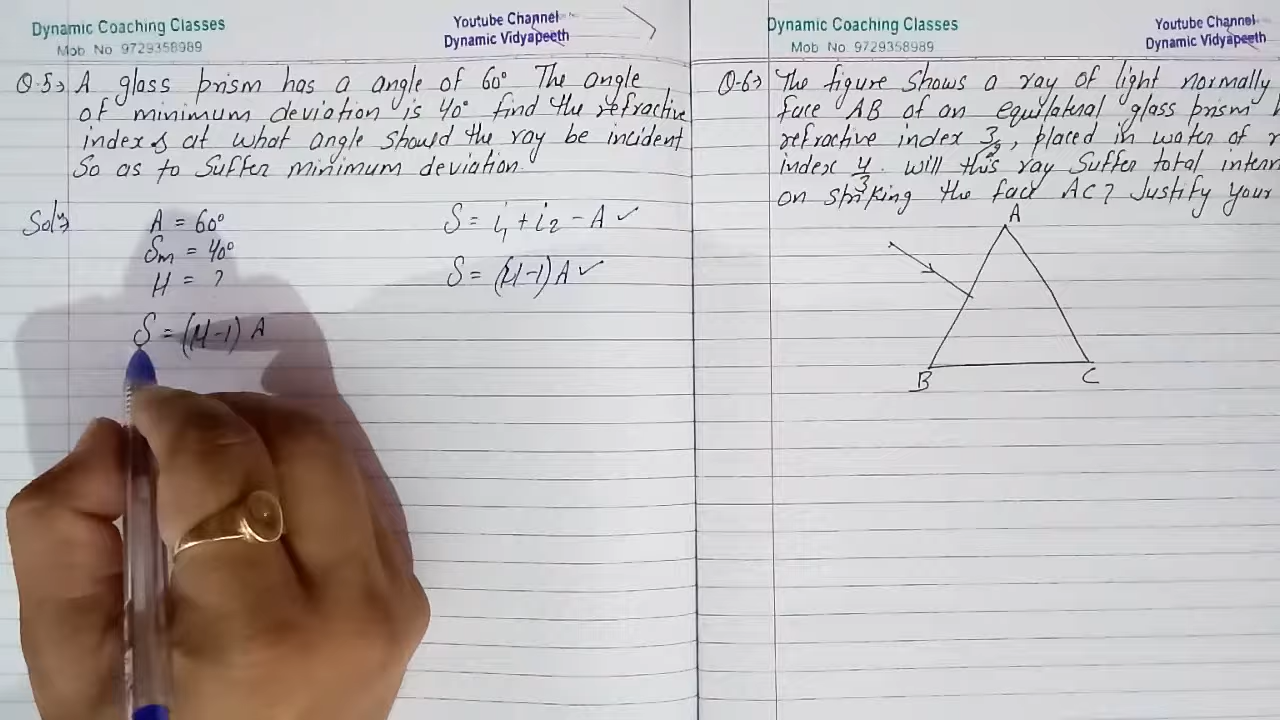 Dynamic Coaching Classes
Mob No 9729358989
Youtube Channel
Dynamic Vidyapeeth
Q.5> A glass prism has a angle of 60° The angle
of minimum deviation is 40° find the refractive
index & at what angle should the ray be incident
So as to Suffer minimum deviation.
Sol>
A = 60°
δm = 40°
μ = ?
δ = (μ-1) A
δ = i₁ + i₂ - A ✓
δ = (μ-1) A ✓
Dynamic Coaching Classes
Mob No 9729358989
Youtube Channel
Dynamic Vidyapeeth
Q.6> The figure shows a ray of light normally
face AB of an equilateral glass prism
refractive index 3/2, placed in water of
index 4/3. will this ray Suffer total
on striking the face AC? Justify your
A
B
C